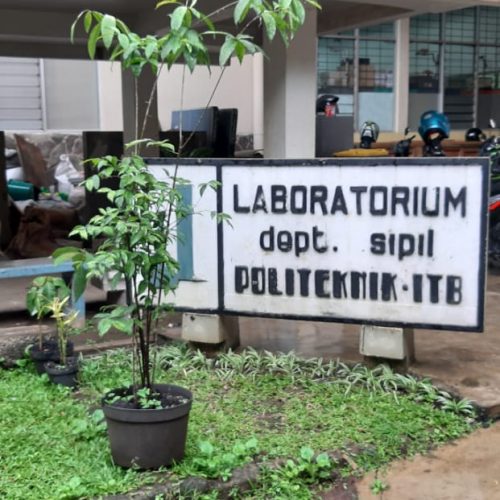 LABORATORIUM
dept. sipil
POLITEKNIK·ITB